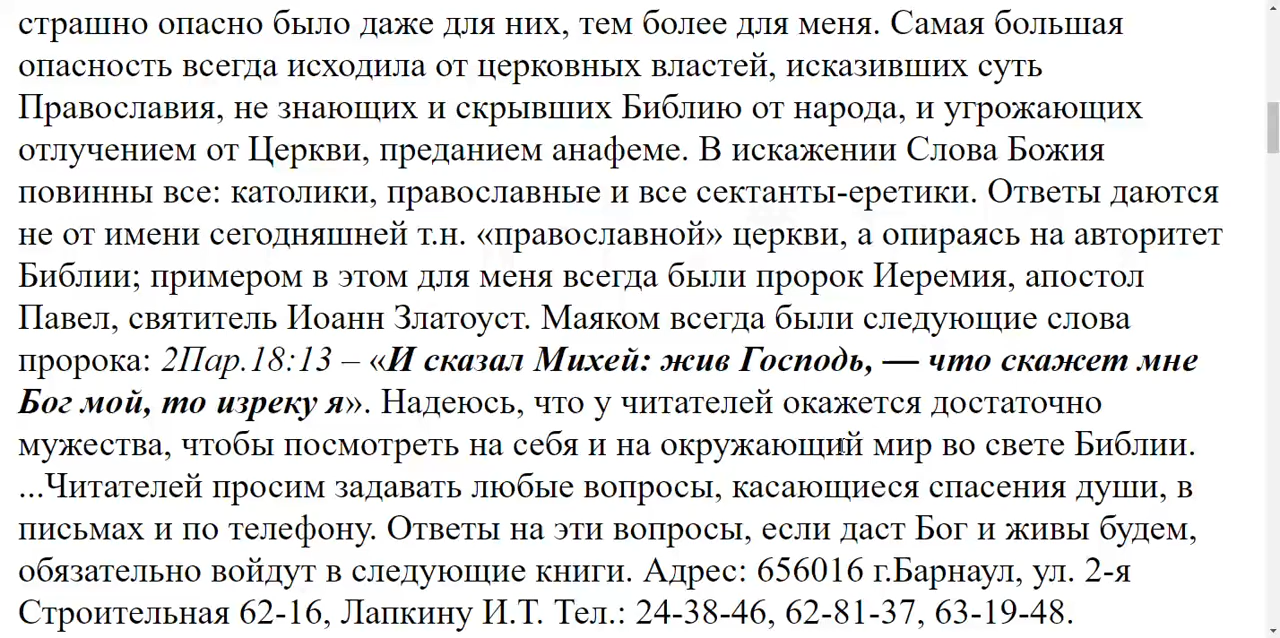 страшно опасно было даже для них, тем более для меня. Самая большая
опасность всегда исходила от церковных властей, исказивших суть
Православия, не знающих и скрывших Библию от народа, и угрожающих
отлучением от Церкви, преданием анафеме. В искажении Слова Божия
повинны все: католики, православные и все сектанты-еретики. Ответы даются
не от имени сегодняшней т.н. «православной» церкви, а опираясь на авторитет
Библии; примером в этом для меня всегда были пророк Иеремия, апостол
Павел, святитель Иоанн Златоуст. Маяком всегда были следующие слова
пророка: 2Пар.18:13 – «И сказал Михей: жив Господь, — что скажет мне
Бог мой, то изреку я». Надеюсь, что у читателей окажется достаточно
мужества, чтобы посмотреть на себя и на окружающий мир во свете Библии.
...Читателей просим задавать любые вопросы, касающиеся спасения души, в
письмах и по телефону. Ответы на эти вопросы, если даст Бог и живы будем,
обязательно войдут в следующие книги. Адрес: 656016 г.Барнаул, ул. 2-я
Строительная 62-16, Лапкину И.Т. Тел.: 24-38-46, 62-81-37, 63-19-48.